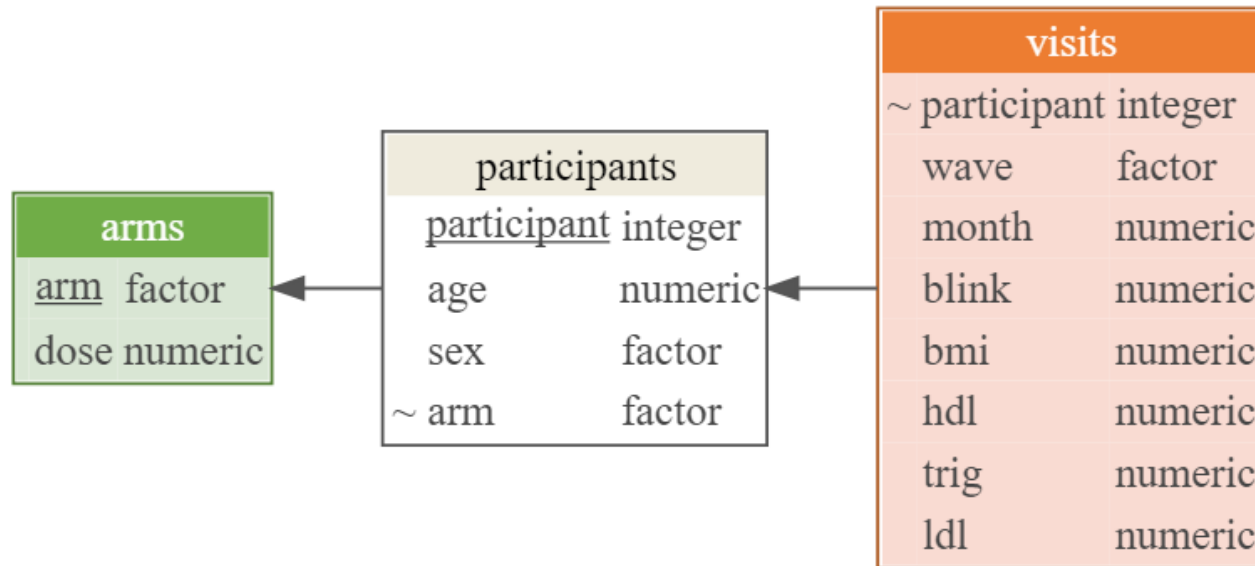 arms
arm factor
dose numeric
participants
participant integer
age numeric
sex factor
~ arm factor
visits
~ participant integer
wave factor
month numeric
blink numeric
bmi numeric
hdl numeric
trig numeric
ldl numeric